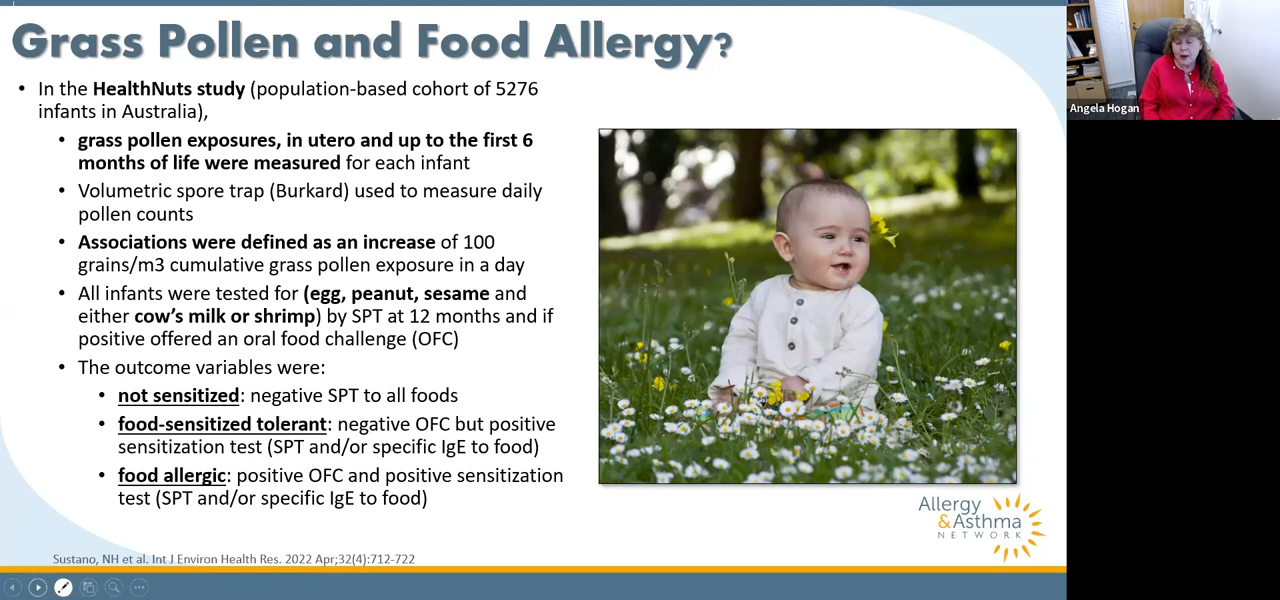 Grass Pollen and Food Allergy?
• In the HealthNuts study (population-based cohort of 5276
infants in Australia),
• grass pollen exposures, in utero and up to the first 6
months of life were measured for each infant
• Volumetric spore trap (Burkard) used to measure daily
pollen counts
• Associations were defined as an increase of 100
grains/m3 cumulative grass pollen exposure in a day
• All infants were tested for (egg, peanut, sesame and
either cow's milk or shrimp) by SPT at 12 months and if
positive offered an oral food challenge (OFC)
• The outcome variables were:
• not sensitized: negative SPT to all foods
• food-sensitized tolerant: negative OFC but positive
sensitization test (SPT and/or specific IgE to food)
• food allergic: positive OFC and positive sensitization
test (SPT and/or specific IgE to food)
Sustano, NH et al. Int J Environ Health Res. 2022 Apr;32(4):712-722
Allergy
&Asthma
NETWORK
Angela Hogan